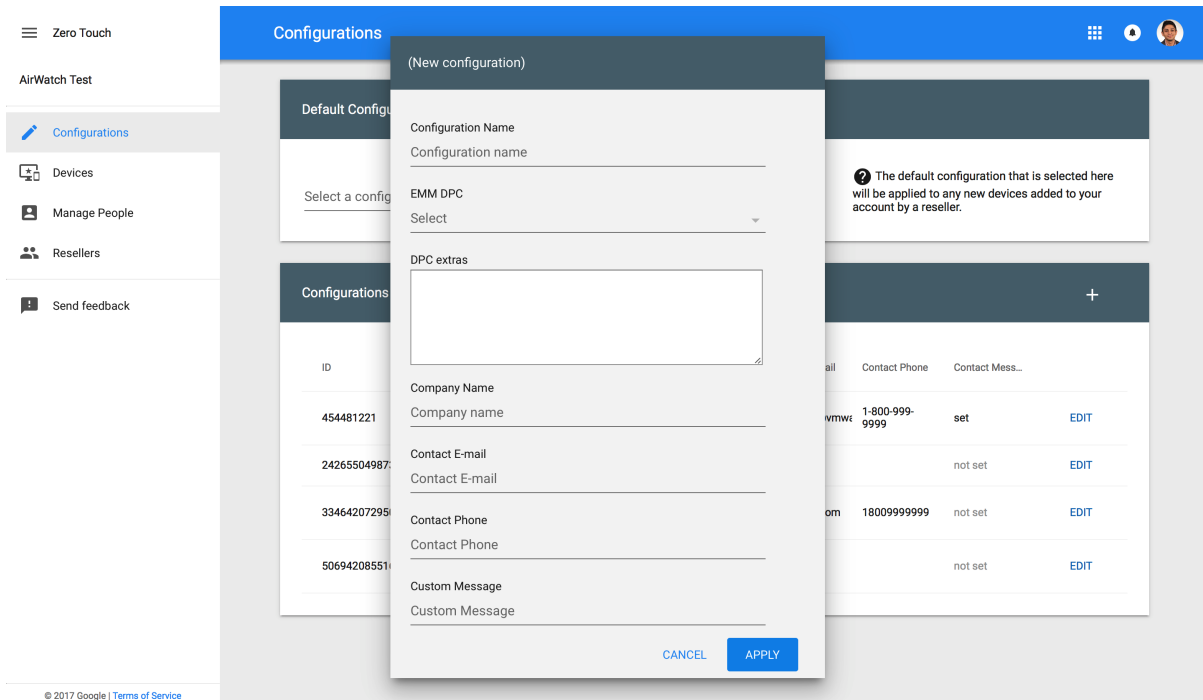 Zero Touch
AirWatch Test
Configurations
Devices
Manage People
Resellers
Send feedback
© 2017 Google | Terms of Service
Configurations
Default Configu
Select a config
The default configuration that is selected here
will be applied to any new devices added to your
account by a reseller.
Configurations
ID
ail
Contact Phone
Contact Mess...
454481221
vmwa
1-800-999-
9999
set
EDIT
24265504987
not set
EDIT
33464207295
om
18009999999
not set
EDIT
5069420855
not set
EDIT
(New configuration)
Configuration Name
Configuration name
EMM DPC
Select
DPC extras
Company Name
Company name
Contact E-mail
Contact E-mail
Contact Phone
Contact Phone
Custom Message
Custom Message
CANCEL
APPLY